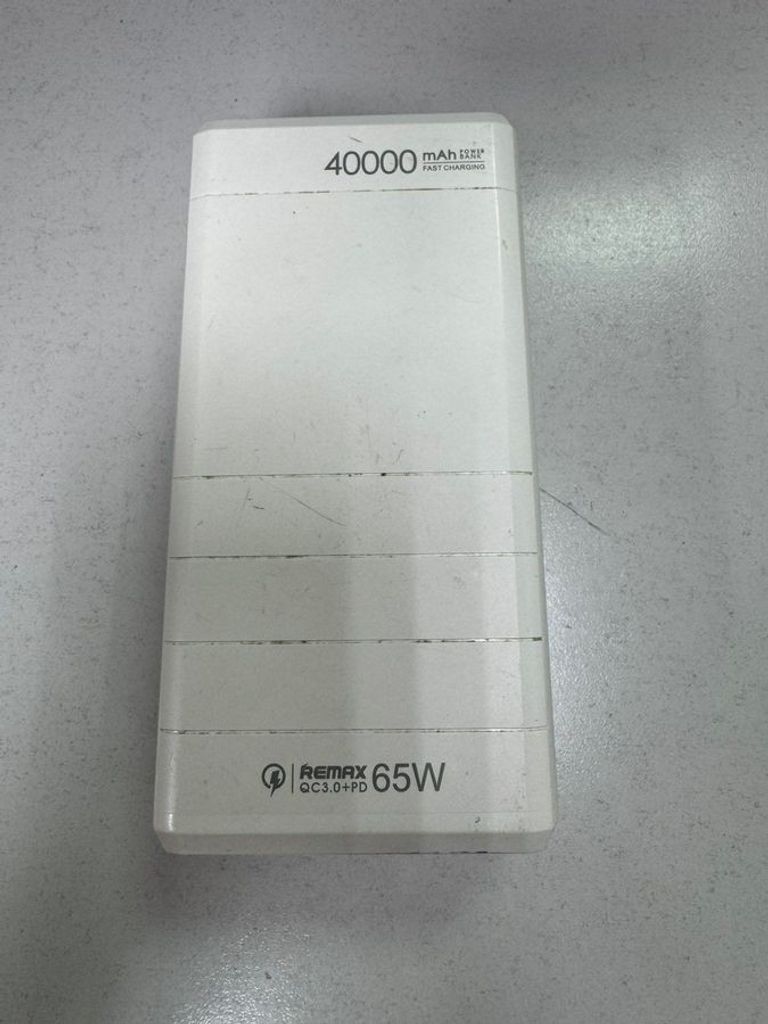 40000 mAh POWER BANK
FAST CHARGING
REMAX 65W
QC3.0+PD